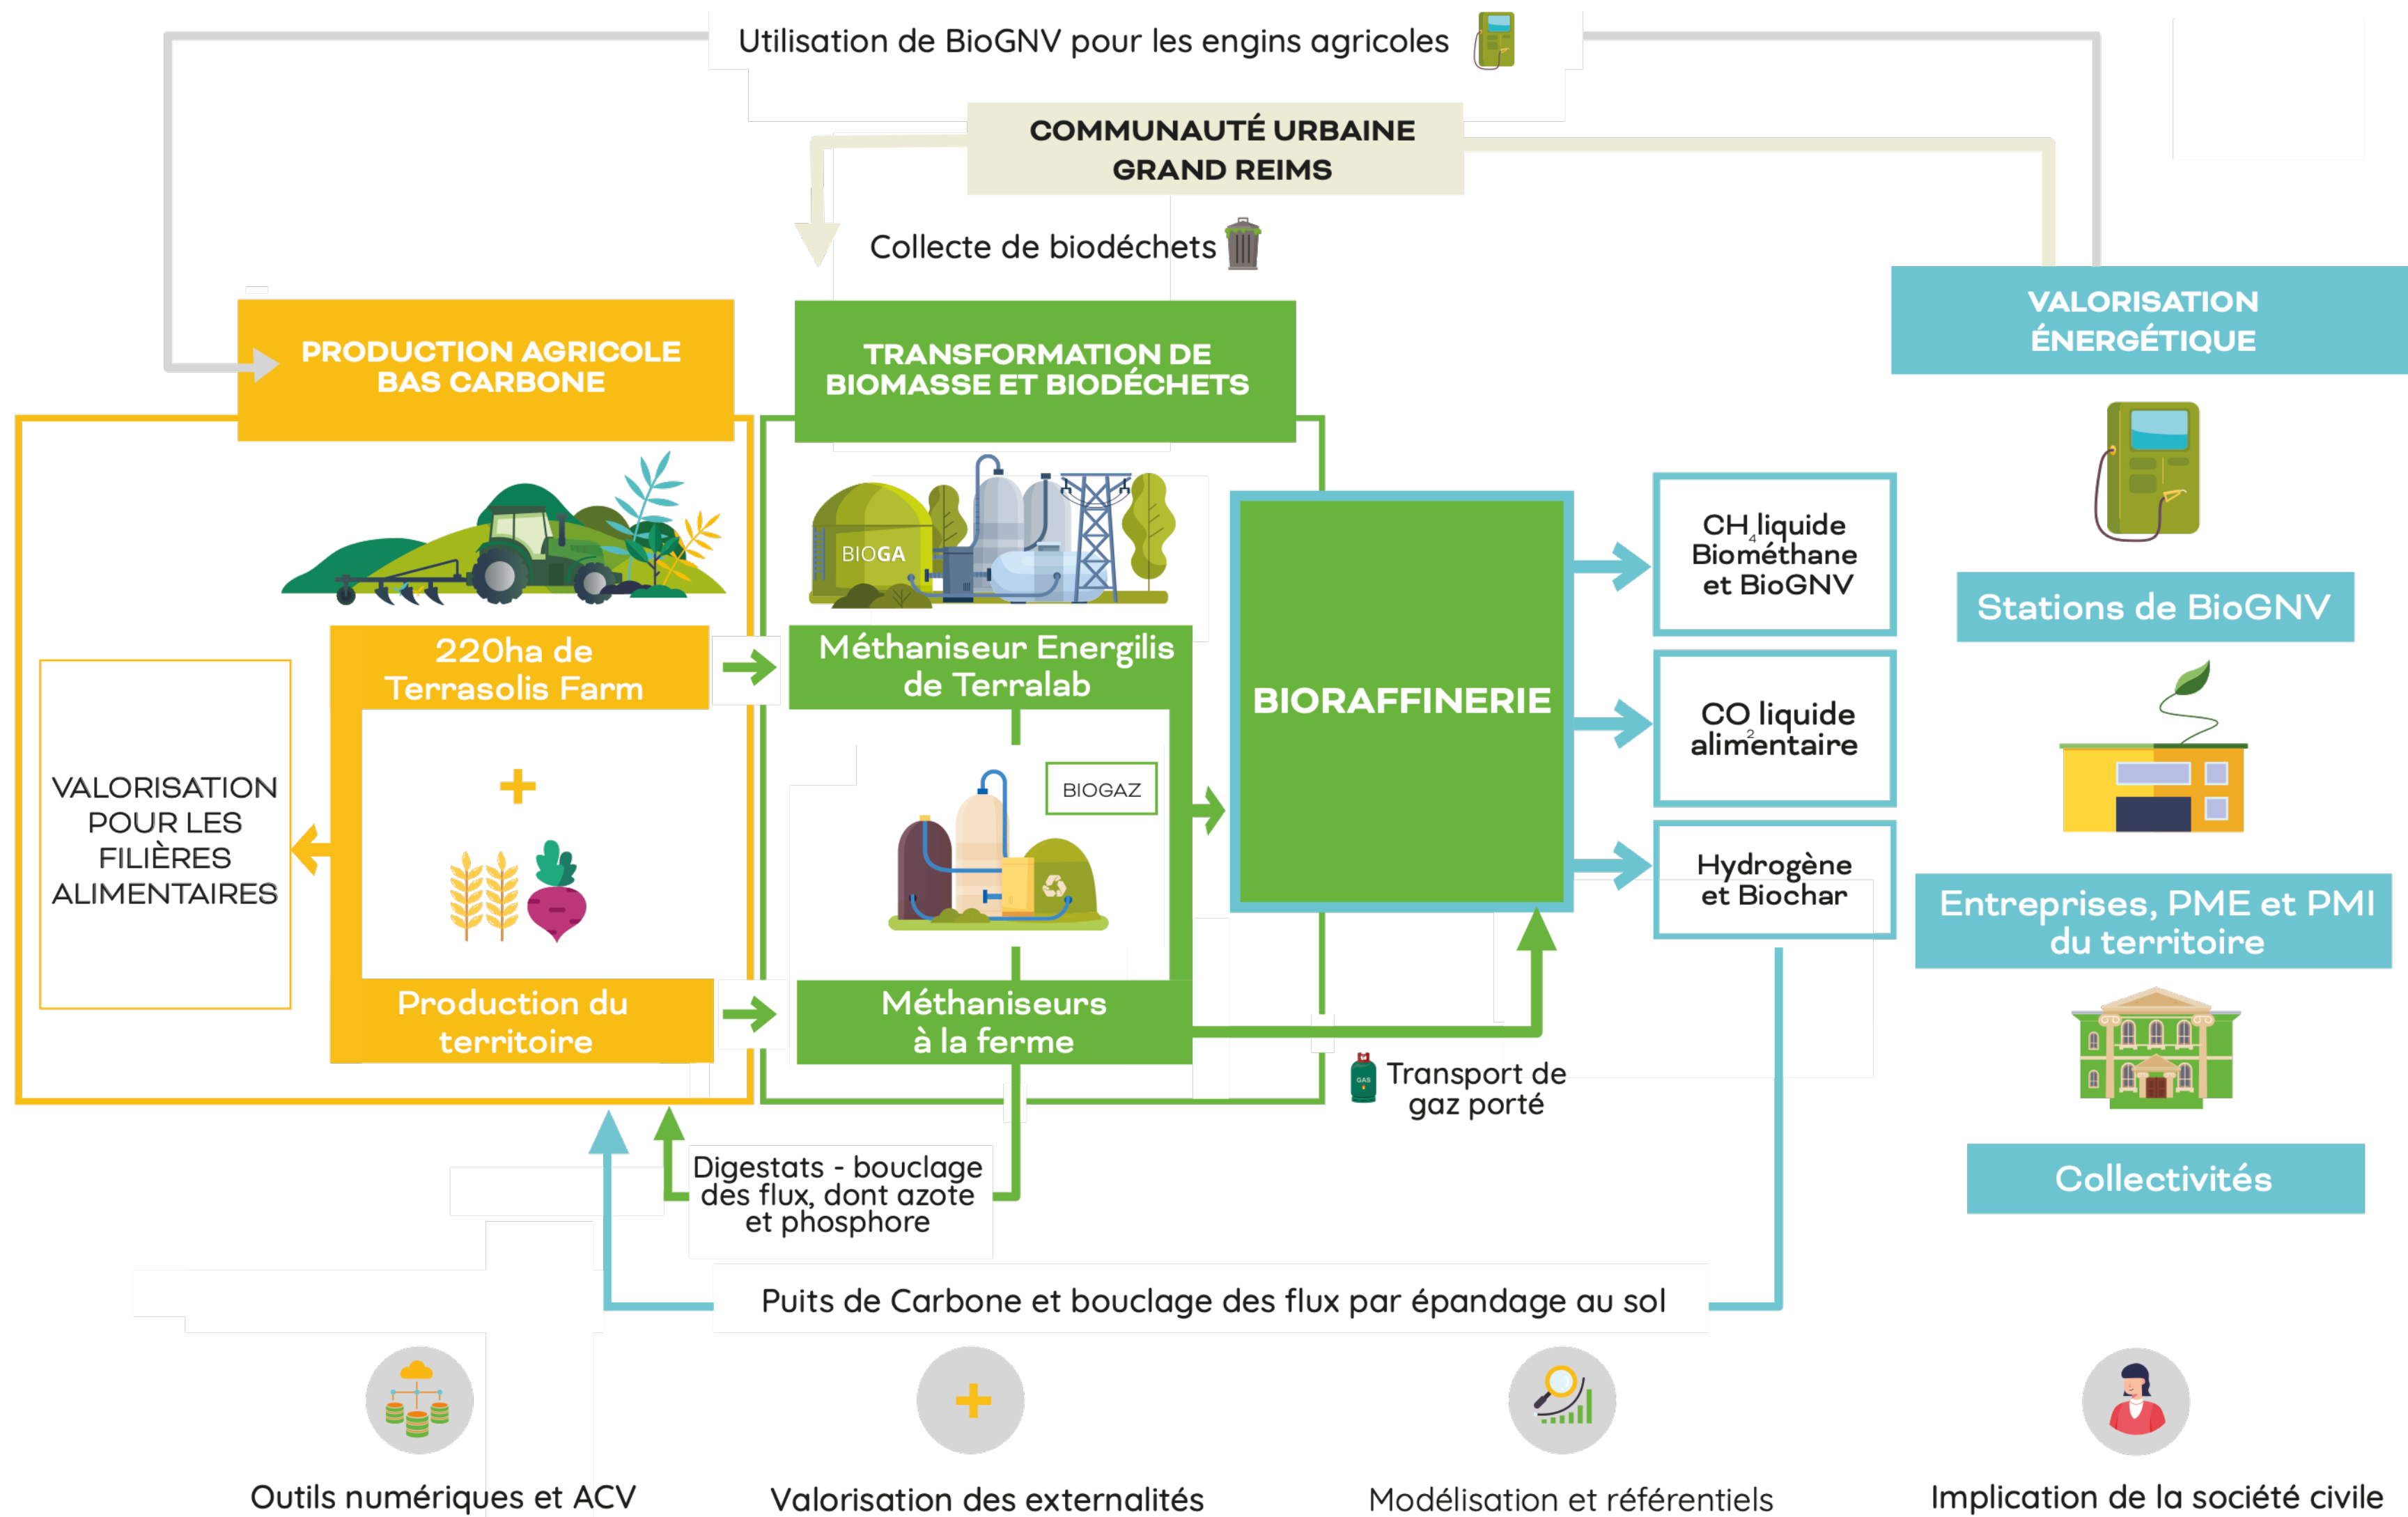 Utilisation de BioGNV pour les engins agricoles
COMMUNAUTÉ URBAINE
GRAND REIMS
Collecte de biodéchets
PRODUCTION AGRICOLE
BAS CARBONE
TRANSFORMATION DE
BIOMASSE ET BIODÉCHETS
VALORISATION
ÉNERGÉTIQUE
BIOGA
220ha de
Terrasolis Farm
Méthaniseur Energilis
de Terralab
VALORISATION
POUR LES
FILIÈRES
ALIMENTAIRES
+
BIOGAZ
Production du
territoire
Méthaniseurs
à la ferme
BIORAFFINERIE
CH₄ liquide
Biométhane
et BioGNV
CO₂ liquide
alimentaire
Hydrogène
et Biochar
Stations de BioGNV
Entreprises, PME et PMI
du territoire
Collectivités
GAS
Transport de
gaz porté
Digestats - bouclage
des flux, dont azote
et phosphore
Puits de Carbone et bouclage des flux par épandage au sol
+
Outils numériques et ACV
Valorisation des externalités
Modélisation et référentiels
Implication de la société civile